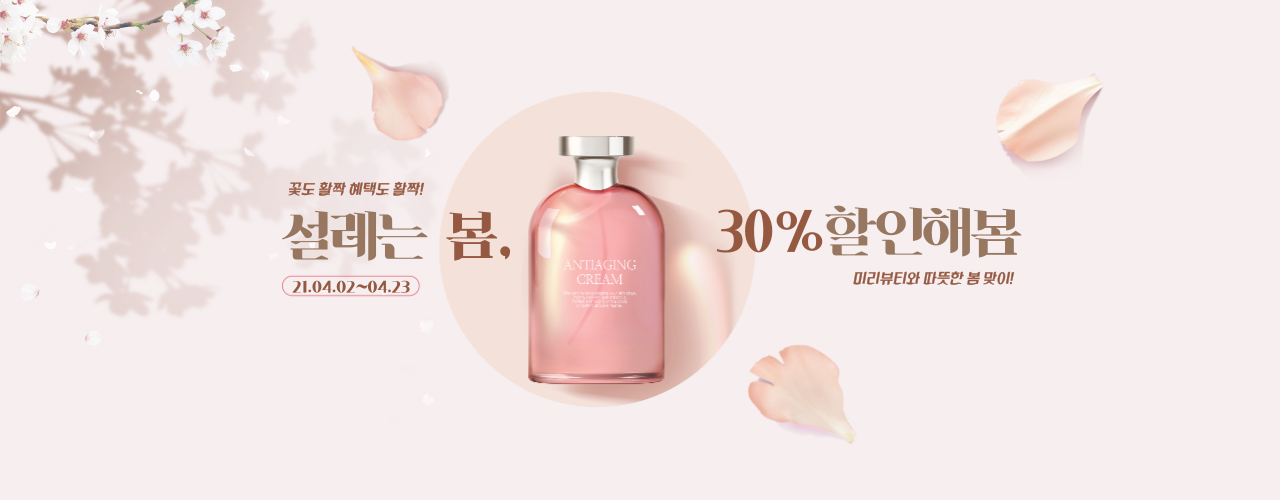 꽃도 활짝 혜택도 활짝!
설레는 봄,
21.04.02~04.23
ANTIAGING
CREAM
30% 할인해봄
미리뷰티와 따뜻한 봄 맞이!